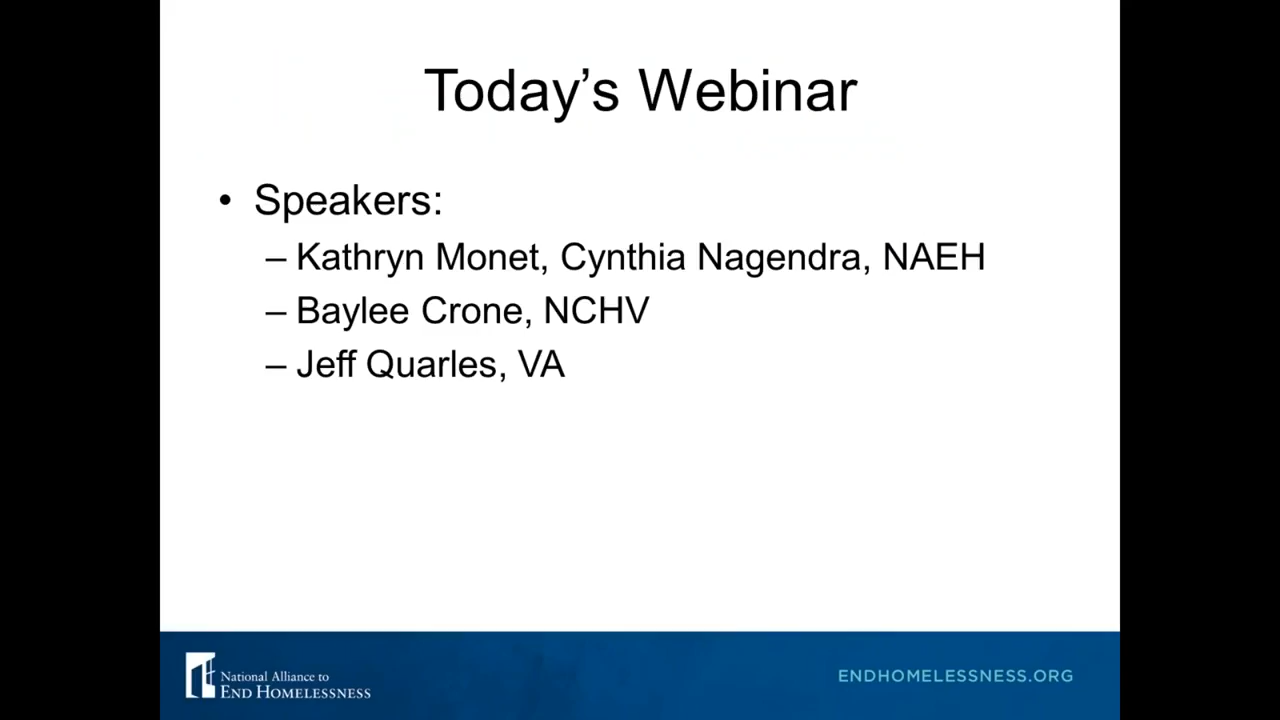 Today’s Webinar
• Speakers:
– Kathryn Monet, Cynthia Nagendra, NAEH
– Baylee Crone, NCHV
– Jeff Quarles, VA
National Alliance to
END HOMELESSNESS
ENDHOMELESSNESS.ORG